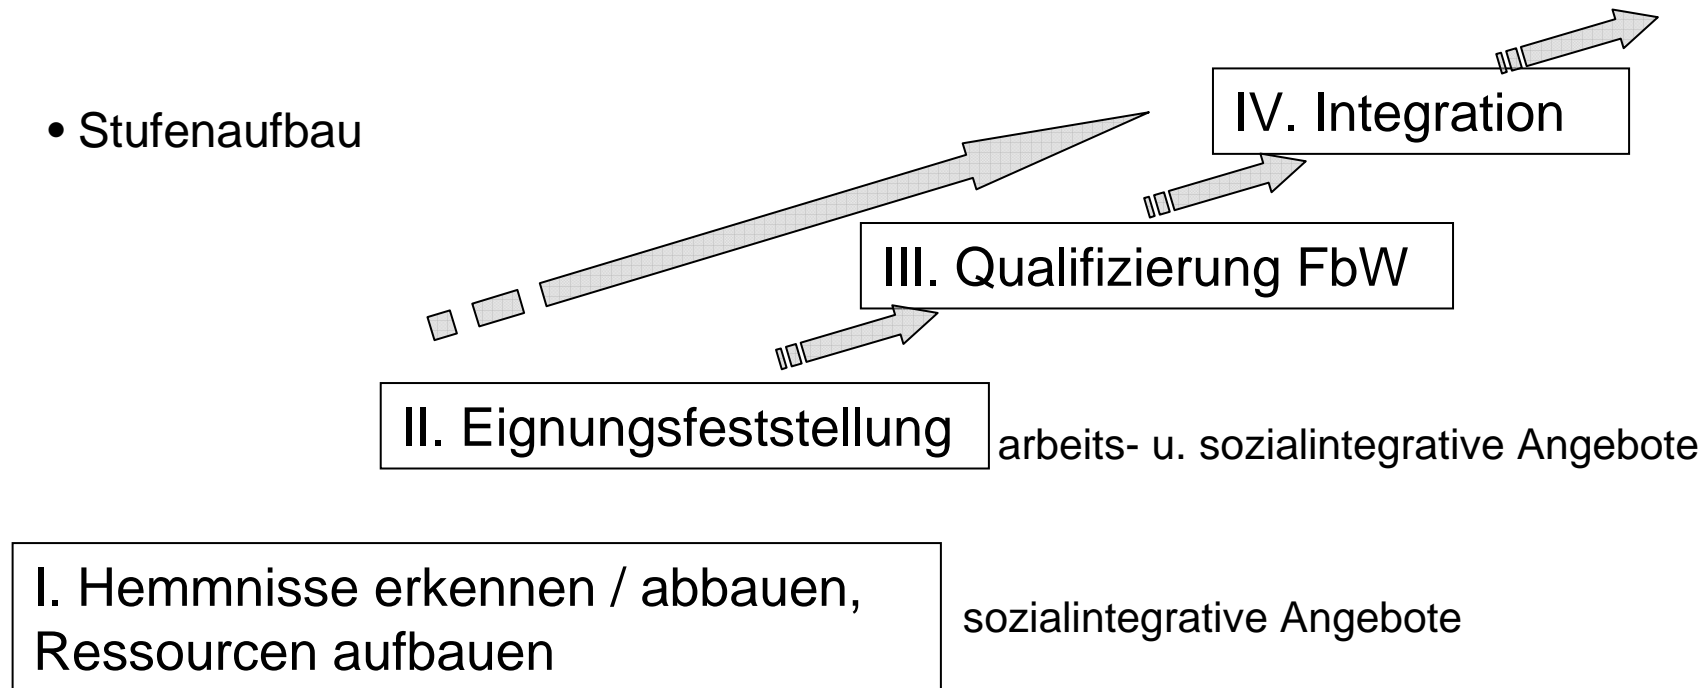 • Stufenaufbau
IV. Integration
III. Qualifizierung FbW
II. Eignungsfeststellung
arbeits- u. sozialintegrative Angebote
I. Hemmnisse erkennen / abbauen,
Ressourcen aufbauen
sozialintegrative Angebote